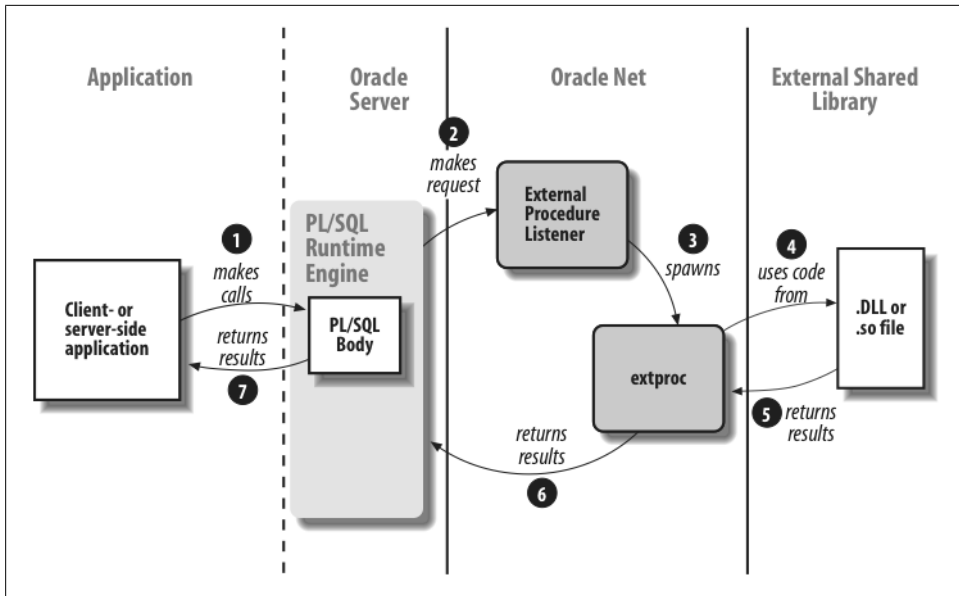 Application
Oracle
Server
Oracle Net
External Shared
Library
2
makes
request
External
Procedure
Listener
PL/SQL
Runtime
Engine
1
makes
calls
3
spawns
4
uses code
from
Client- or
server-side
application
PL/SQL
Body
.DLL or
.so file
returns
results
7
extproc
5 returns
results
returns
results
6